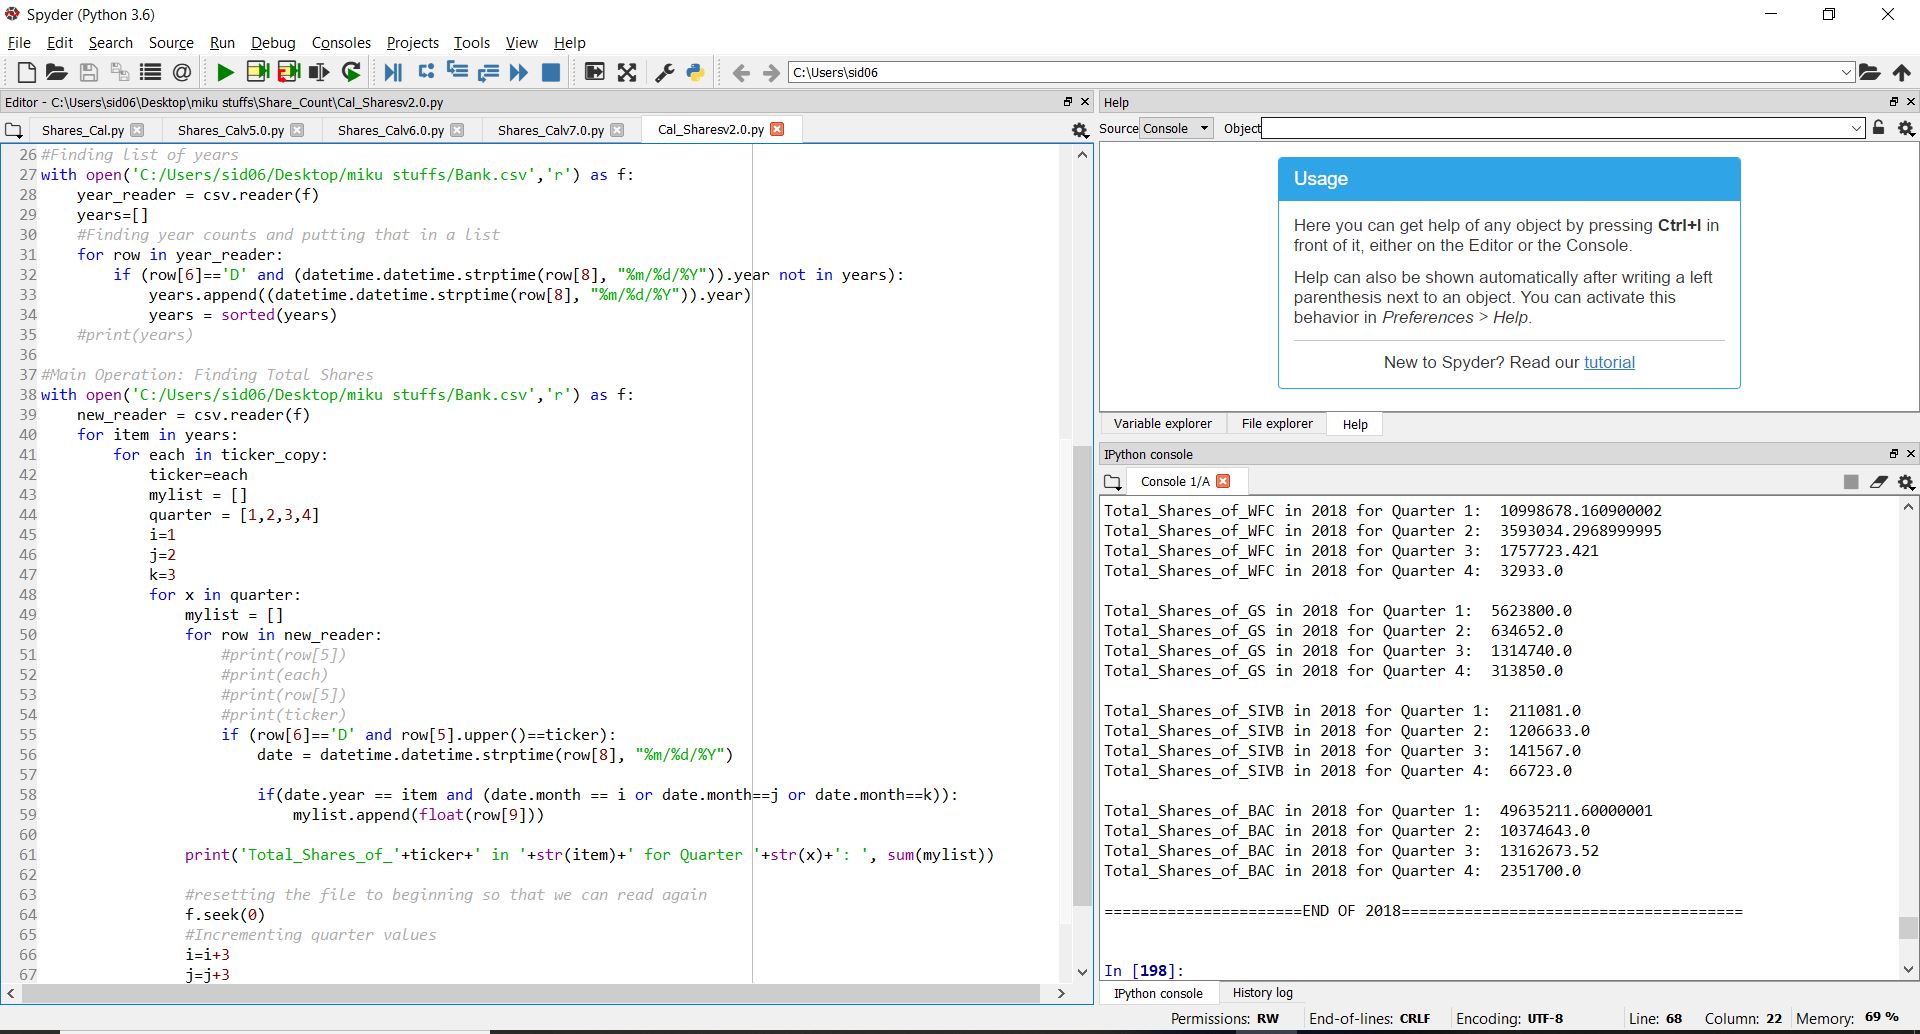 Spyder (Python 3.6)
File Edit Search Source Run Debug Consoles Projects Tools View Help
C:\Users\sid06
Editor - C:\Users\sid06\Desktop\miku stuffs\Share_Count\Cal_Sharesv2.0.py
Shares_Cal.py Shares_Calv5.0.py Shares_Calv6.0.py Shares_Calv7.0.py Cal_Sharesv2.0.py
26 #Finding list of years
27 with open('C:/Users/sid06/Desktop/miku stuffs/Bank.csv','r') as f:
28     year_reader = csv.reader(f)
29     years=[]
30     #Finding year counts and putting that in a list
31     for row in year_reader:
32         if (row[6]=='D' and (datetime.datetime.strptime(row[8], "%m/%d/%Y")).year not in years):
33             years.append((datetime.datetime.strptime(row[8], "%m/%d/%Y")).year)
34             years = sorted(years)
35     #print(years)
36
37 #Main Operation: Finding Total Shares
38 with open('C:/Users/sid06/Desktop/miku stuffs/Bank.csv','r') as f:
39     new_reader = csv.reader(f)
40     for item in years:
41         for each in ticker_copy:
42             ticker=each
43             mylist = []
44             quarter = [1,2,3,4]
45             i=1
46             j=2
47             k=3
48             for x in quarter:
49                 mylist = []
50                 for row in new_reader:
51                     #print(row[5])
52                     #print(each)
53                     #print(row[5])
54                     #print(ticker)
55                     if (row[6]=='D' and row[5].upper()==ticker):
56                         date = datetime.datetime.strptime(row[8], "%m/%d/%Y")
57
58                         if(date.year == item and (date.month == i or date.month==j or date.month==k)):
59                             mylist.append(float(row[9]))
60
61                 print('Total_Shares_of_'+ticker+' in '+str(item)+' for Quarter '+str(x)+': ', sum(mylist))
62
63                 #resetting the file to beginning so that we can read again
64                 f.seek(0)
65                 #Incrementing quarter values
66                 i=i+3
67                 j=j+3
Help
Source Console Object
Usage
Here you can get help of any object by pressing Ctrl+I in
front of it, either on the Editor or the Console.
Help can also be shown automatically after writing a left
parenthesis next to an object. You can activate this
behavior in Preferences > Help.
New to Spyder? Read our tutorial
Variable explorer File explorer Help
IPython console
Console 1/A
Total_Shares_of_WFC in 2018 for Quarter 1:  10998678.160900002
Total_Shares_of_WFC in 2018 for Quarter 2:  3593034.2968999995
Total_Shares_of_WFC in 2018 for Quarter 3:  1757723.421
Total_Shares_of_WFC in 2018 for Quarter 4:  32933.0
Total_Shares_of_GS in 2018 for Quarter 1:  5623800.0
Total_Shares_of_GS in 2018 for Quarter 2:  634652.0
Total_Shares_of_GS in 2018 for Quarter 3:  1314740.0
Total_Shares_of_GS in 2018 for Quarter 4:  313850.0
Total_Shares_of_SIVB in 2018 for Quarter 1:  211081.0
Total_Shares_of_SIVB in 2018 for Quarter 2:  1206633.0
Total_Shares_of_SIVB in 2018 for Quarter 3:  141567.0
Total_Shares_of_SIVB in 2018 for Quarter 4:  66723.0
Total_Shares_of_BAC in 2018 for Quarter 1:  49635211.60000001
Total_Shares_of_BAC in 2018 for Quarter 2:  10374643.0
Total_Shares_of_BAC in 2018 for Quarter 3:  13162673.52
Total_Shares_of_BAC in 2018 for Quarter 4:  2351700.0
======================END OF 2018======================================
In [198]:
IPython console History log
Permissions: RW End-of-lines: CRLF Encoding: UTF-8 Line: 68 Column: 22 Memory: 69 %